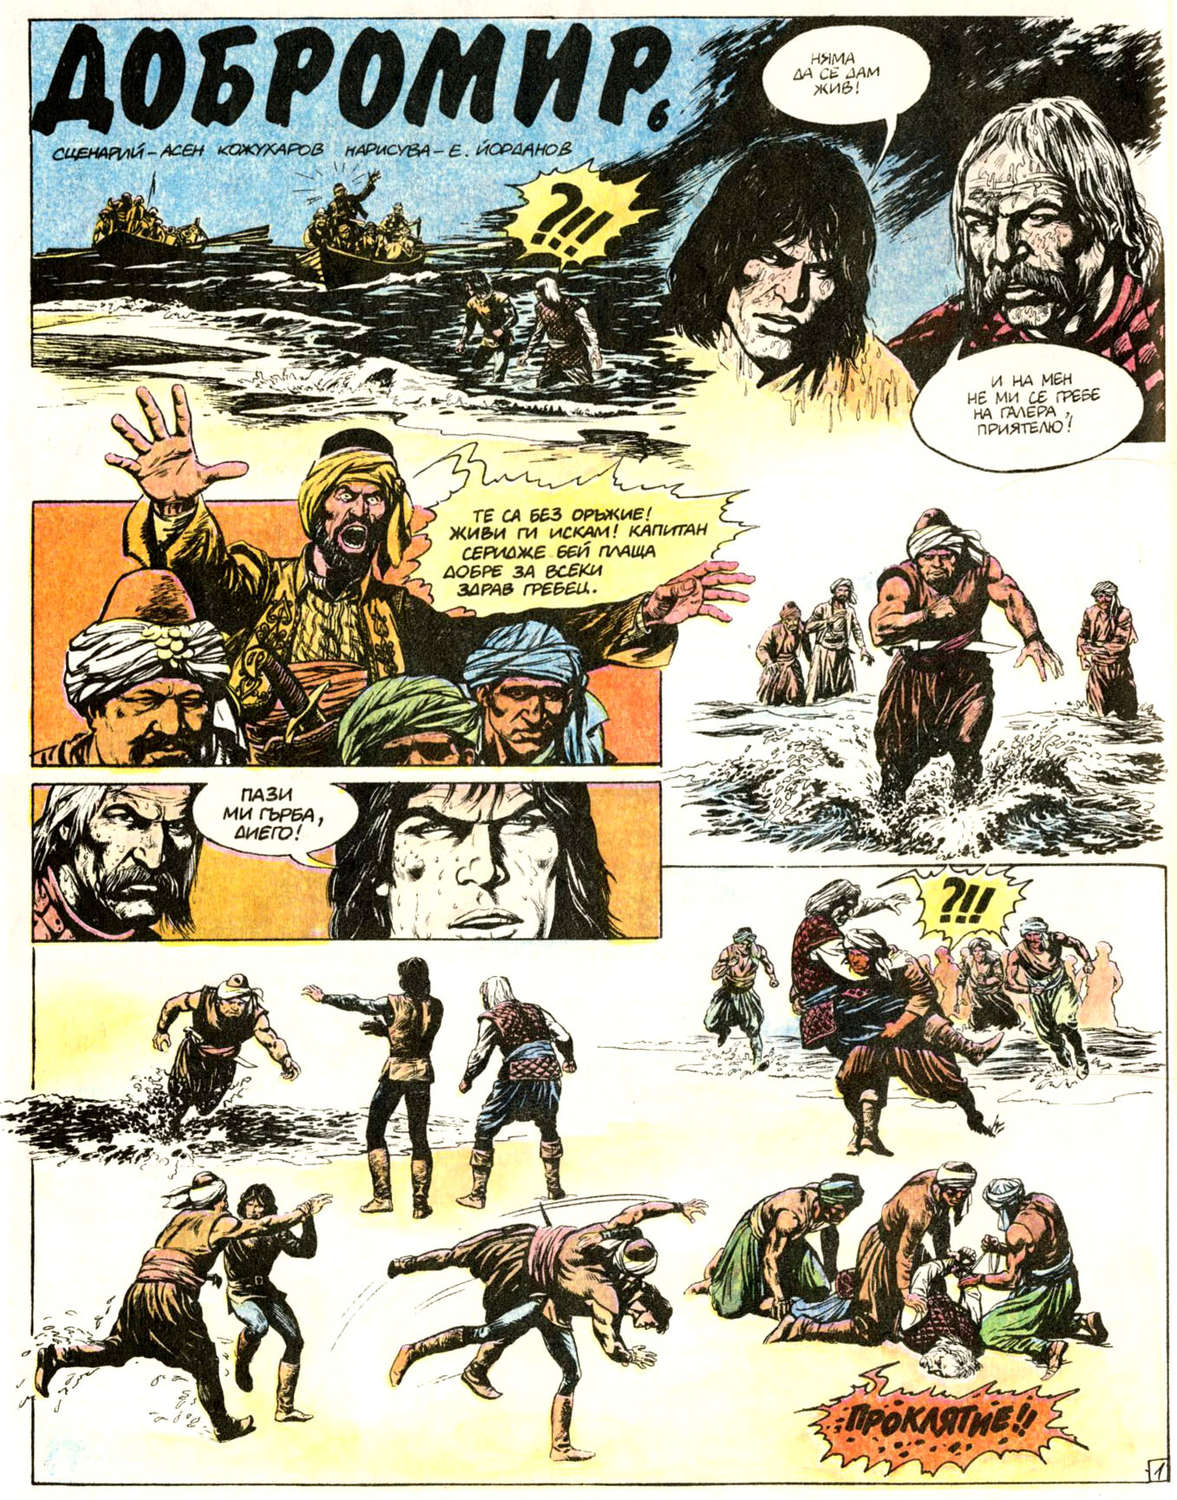 ДОБРОМИР.
6
СЦЕНАРИЙ - АСЕН КОЖУХАРОВ НАРИСУВА - Е. ЙОРДАНОВ
НЯМА
ДА СЕ ДАМ
ЖИВ!
?!!!
И НА МЕН
НЕ МИ СЕ ГРЕБЕ
НА ГАЛЕРА,
ПРИЯТЕЛЮ!
ТЕ СА БЕЗ ОРЪЖИЕ!
ЖИВИ ГИ ИСКАМ! КАПИТАН
СЕРИДЖЕ БЕЙ ПЛАЩА
ДОБРЕ ЗА ВСЕКИ
ЗДРАВ ГРЕБЕЦ.
ПАЗИ
МИ ГЪРБА,
ДИЕГО!
?!!!
ПРОКЛЯТИЕ!!
1